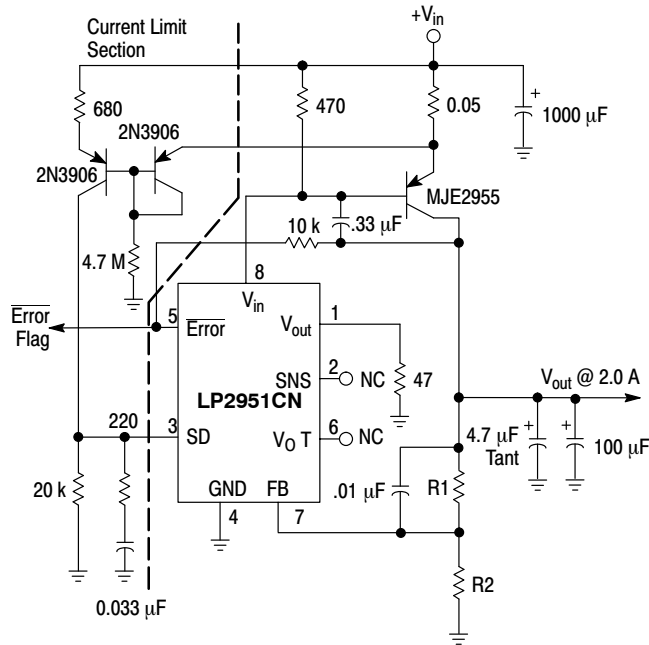 Current Limit
Section
+Vin
680
470
0.05
1000 μF
+
2N3906
2N3906
MJE2955
10 k
.33 μF
4.7 M
8
Vin
Error
Flag
5
Error
Vout
1
SNS
2
NC
47
LP2951CN
Vout @ 2.0 A
220
3
SD
VO T
6
NC
4.7 μF
Tant
+
+
100 μF
20 k
GND
FB
.01 μF
R1
4
7
R2
0.033 μF